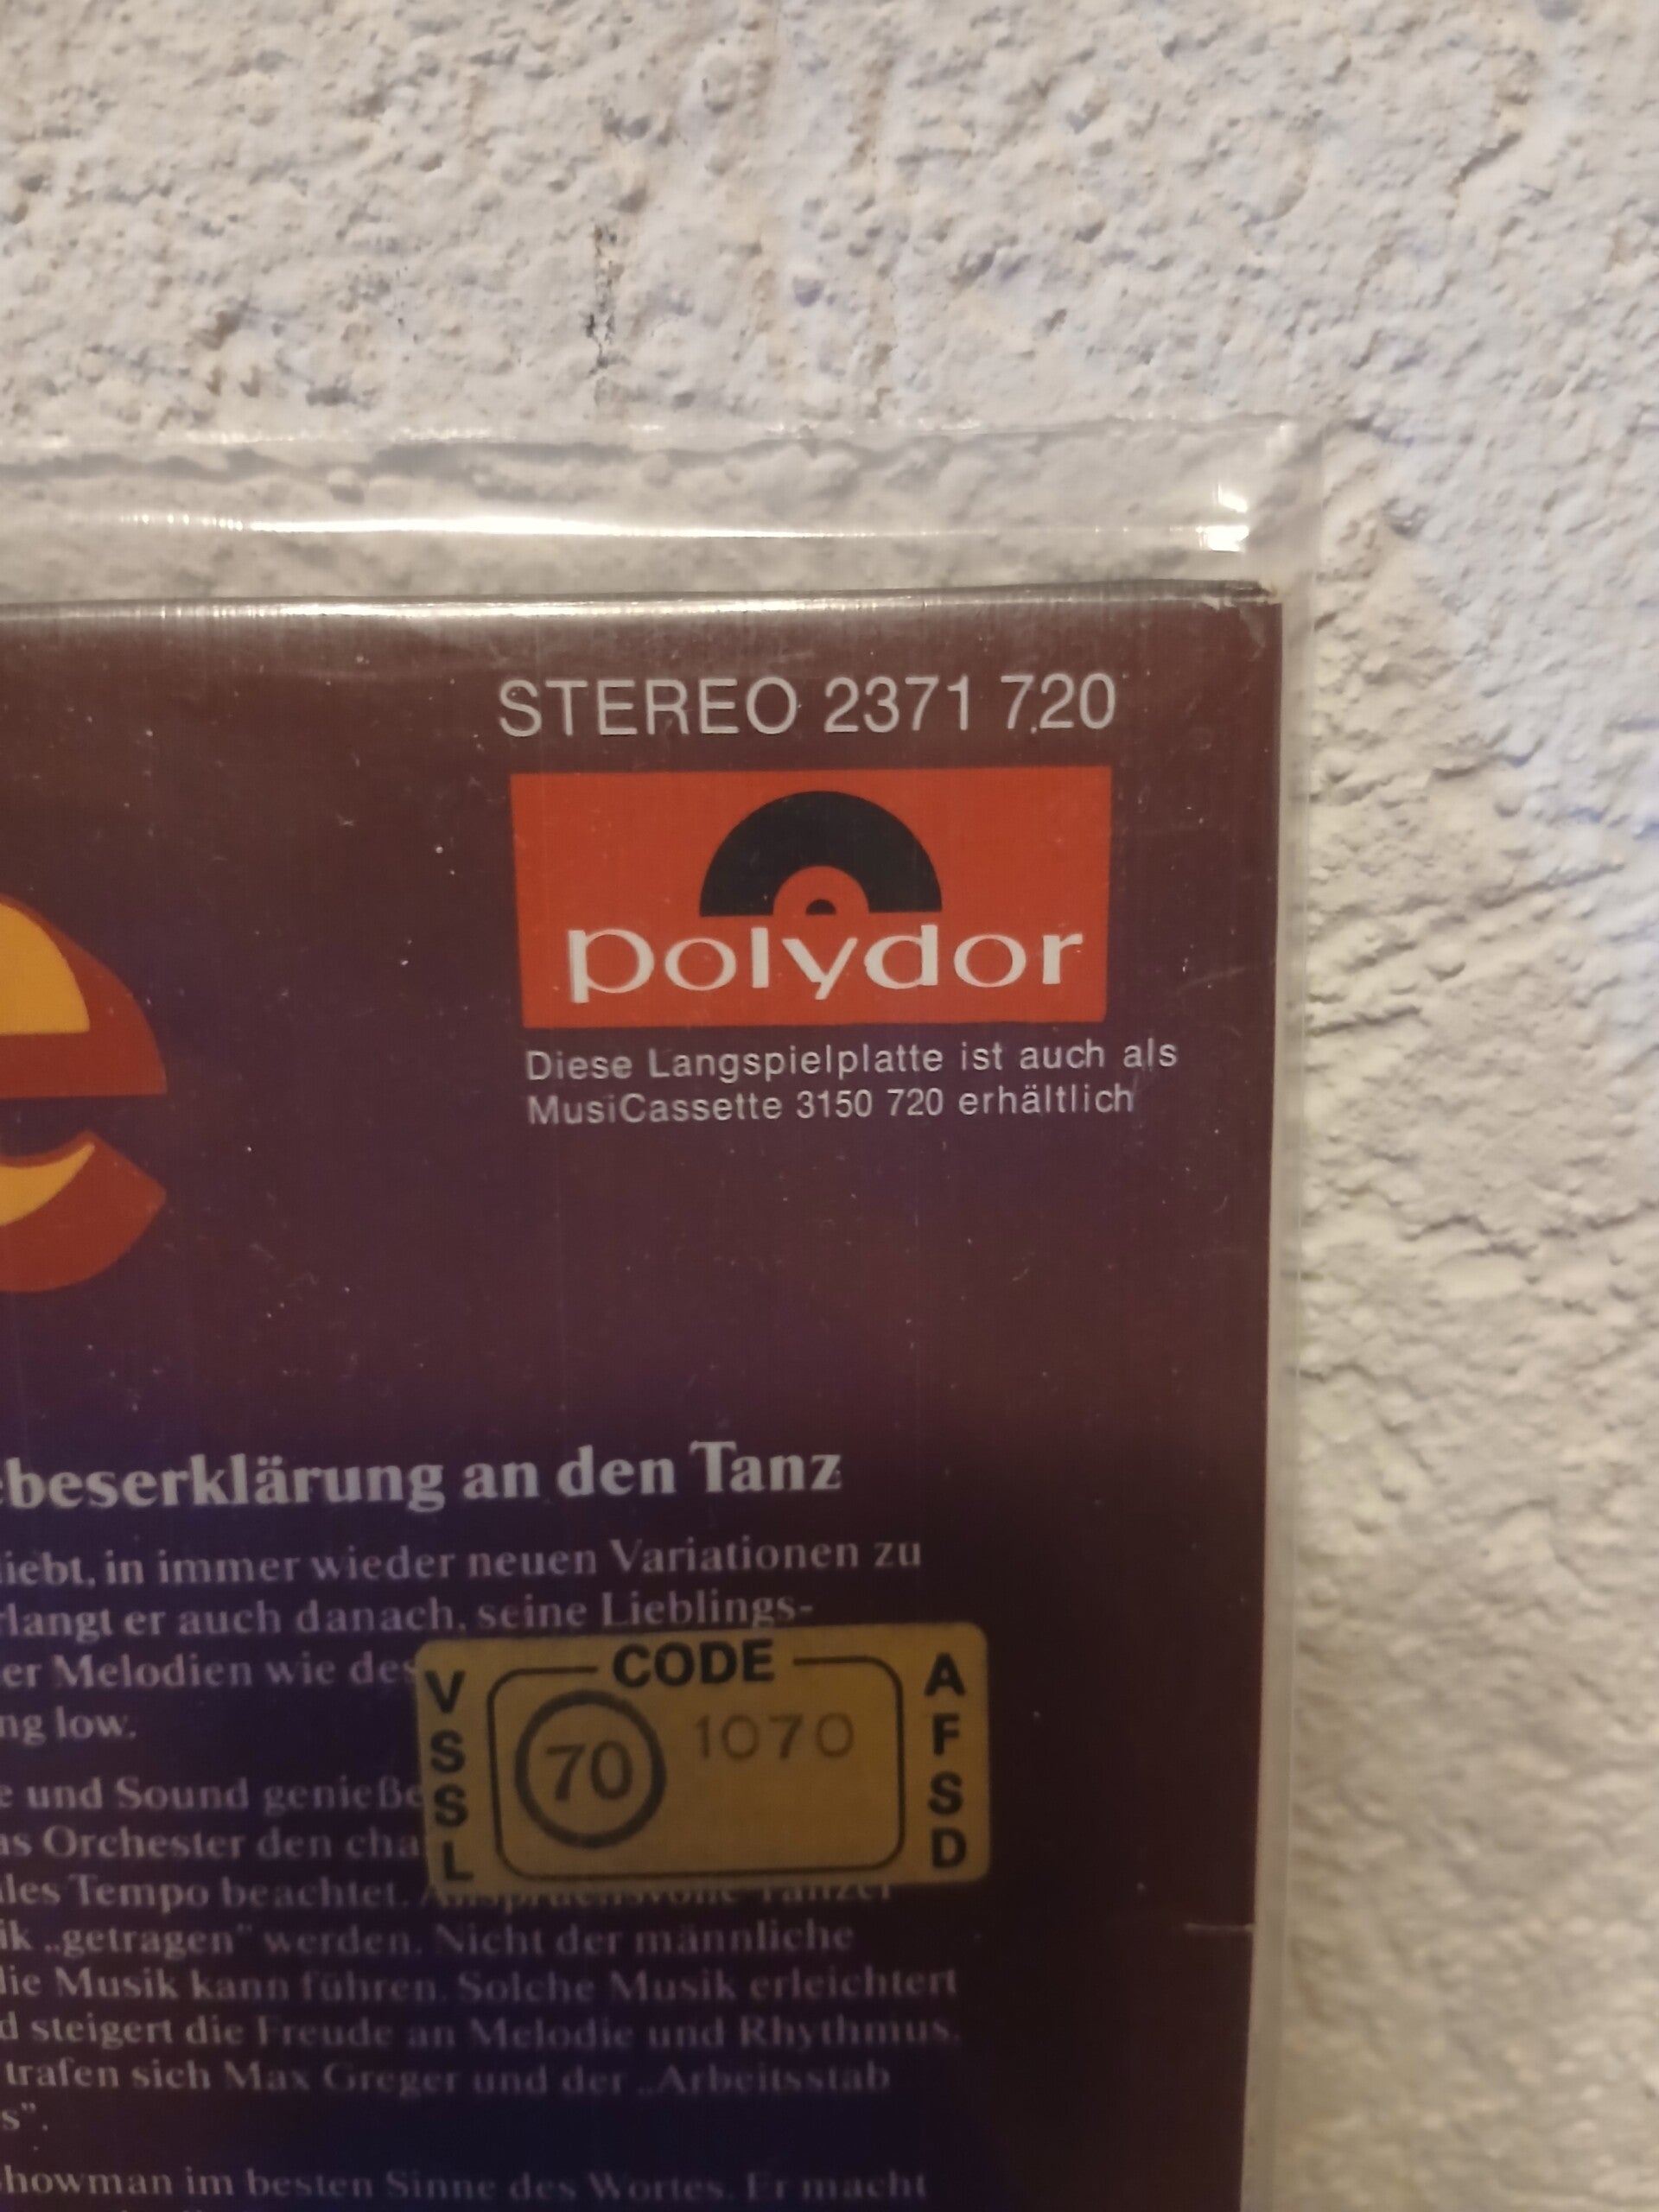 STEREO 2371 720
polydor
Diese Langspielplatte ist auch als
MusiCassette 3150 720 erhältlich
e
ebeserklärung an den Tanz
liebt, in immer wieder neuen Variationen zu
rlangt er auch danach, seine Lieblings-
er Melodien wie des
ng low.
e und Sound genieße
as Orchester den cha
ales Tempo beachtet.
ik „getragen” werden. Nicht der männliche
die Musik kann führen. Solche Musik erleichtert
d steigert die Freude an Melodie und Rhythmus.
trafen sich Max Greger und der „Arbeitsstab
s”.
howman im besten Sinne des Wortes. Er macht
VSSL
CODE
70 1070
AFSD